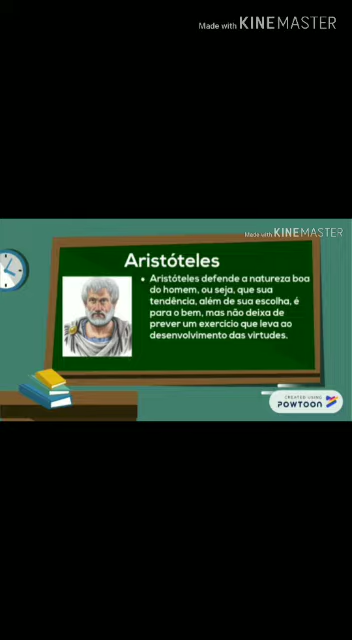 Made with KINEMASTER
Made with KINEMASTER
Aristóteles
• Aristóteles defende a natureza boa
do homem, ou seja, que sua
tendência, além de sua escolha, é
para o bem, mas não deixa de
prever um exercício que leva ao
desenvolvimento das virtudes.
CREATED USING
POWTOON